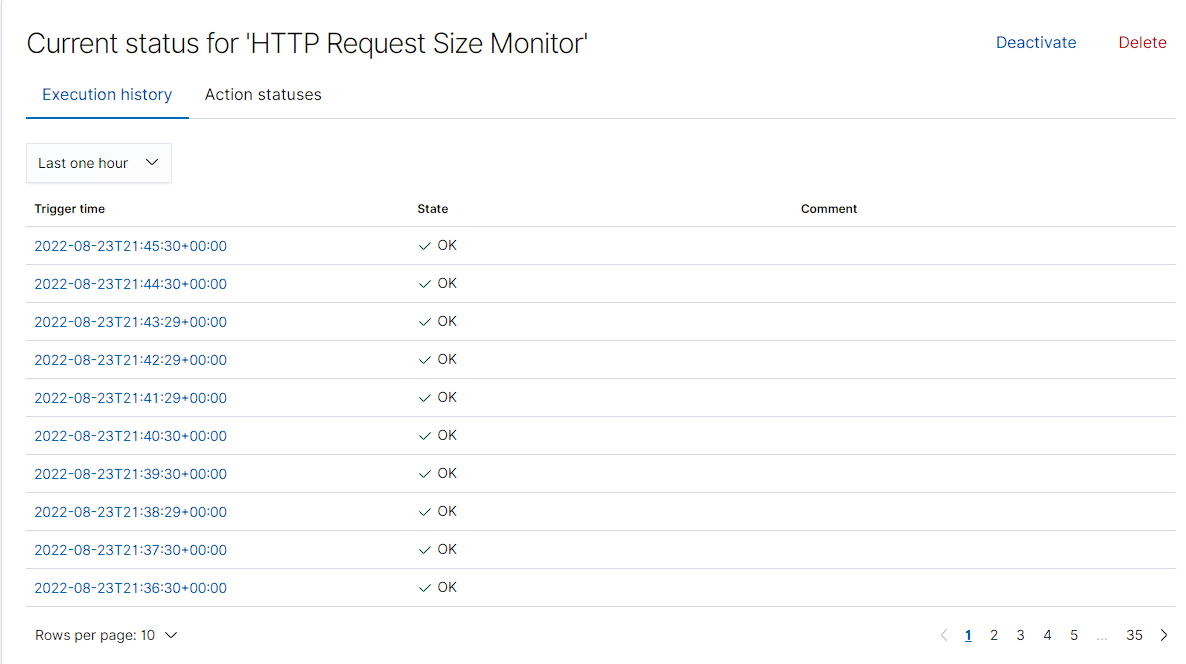 Current status for 'HTTP Request Size Monitor'
Deactivate
Delete
Execution history
Action statuses
Last one hour
Trigger time State Comment
2022-08-23T21:45:30+00:00 OK
2022-08-23T21:44:30+00:00 OK
2022-08-23T21:43:29+00:00 OK
2022-08-23T21:42:29+00:00 OK
2022-08-23T21:41:29+00:00 OK
2022-08-23T21:40:30+00:00 OK
2022-08-23T21:39:30+00:00 OK
2022-08-23T21:38:29+00:00 OK
2022-08-23T21:37:30+00:00 OK
2022-08-23T21:36:30+00:00 OK
Rows per page: 10
1 2 3 4 5 ... 35